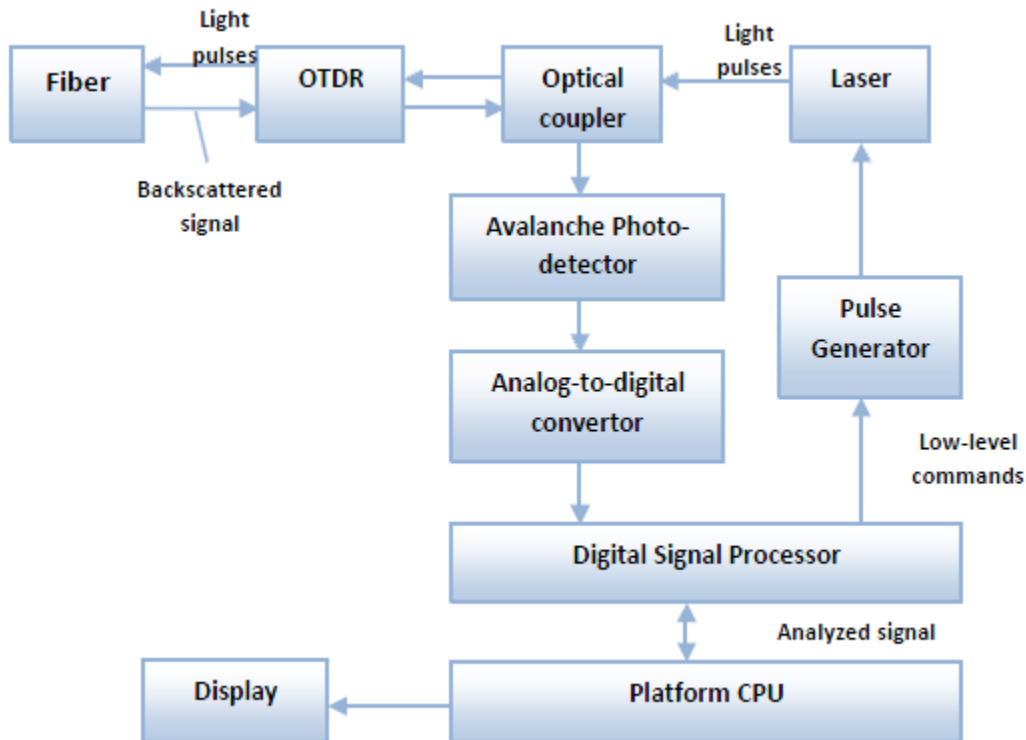 Light
pulses
Fiber
OTDR
Optical
coupler
Light
pulses
Laser
Backscattered
signal
Avalanche Photo-
detector
Pulse
Generator
Analog-to-digital
convertor
Low-level
commands
Digital Signal Processor
Analyzed signal
Display
Platform CPU